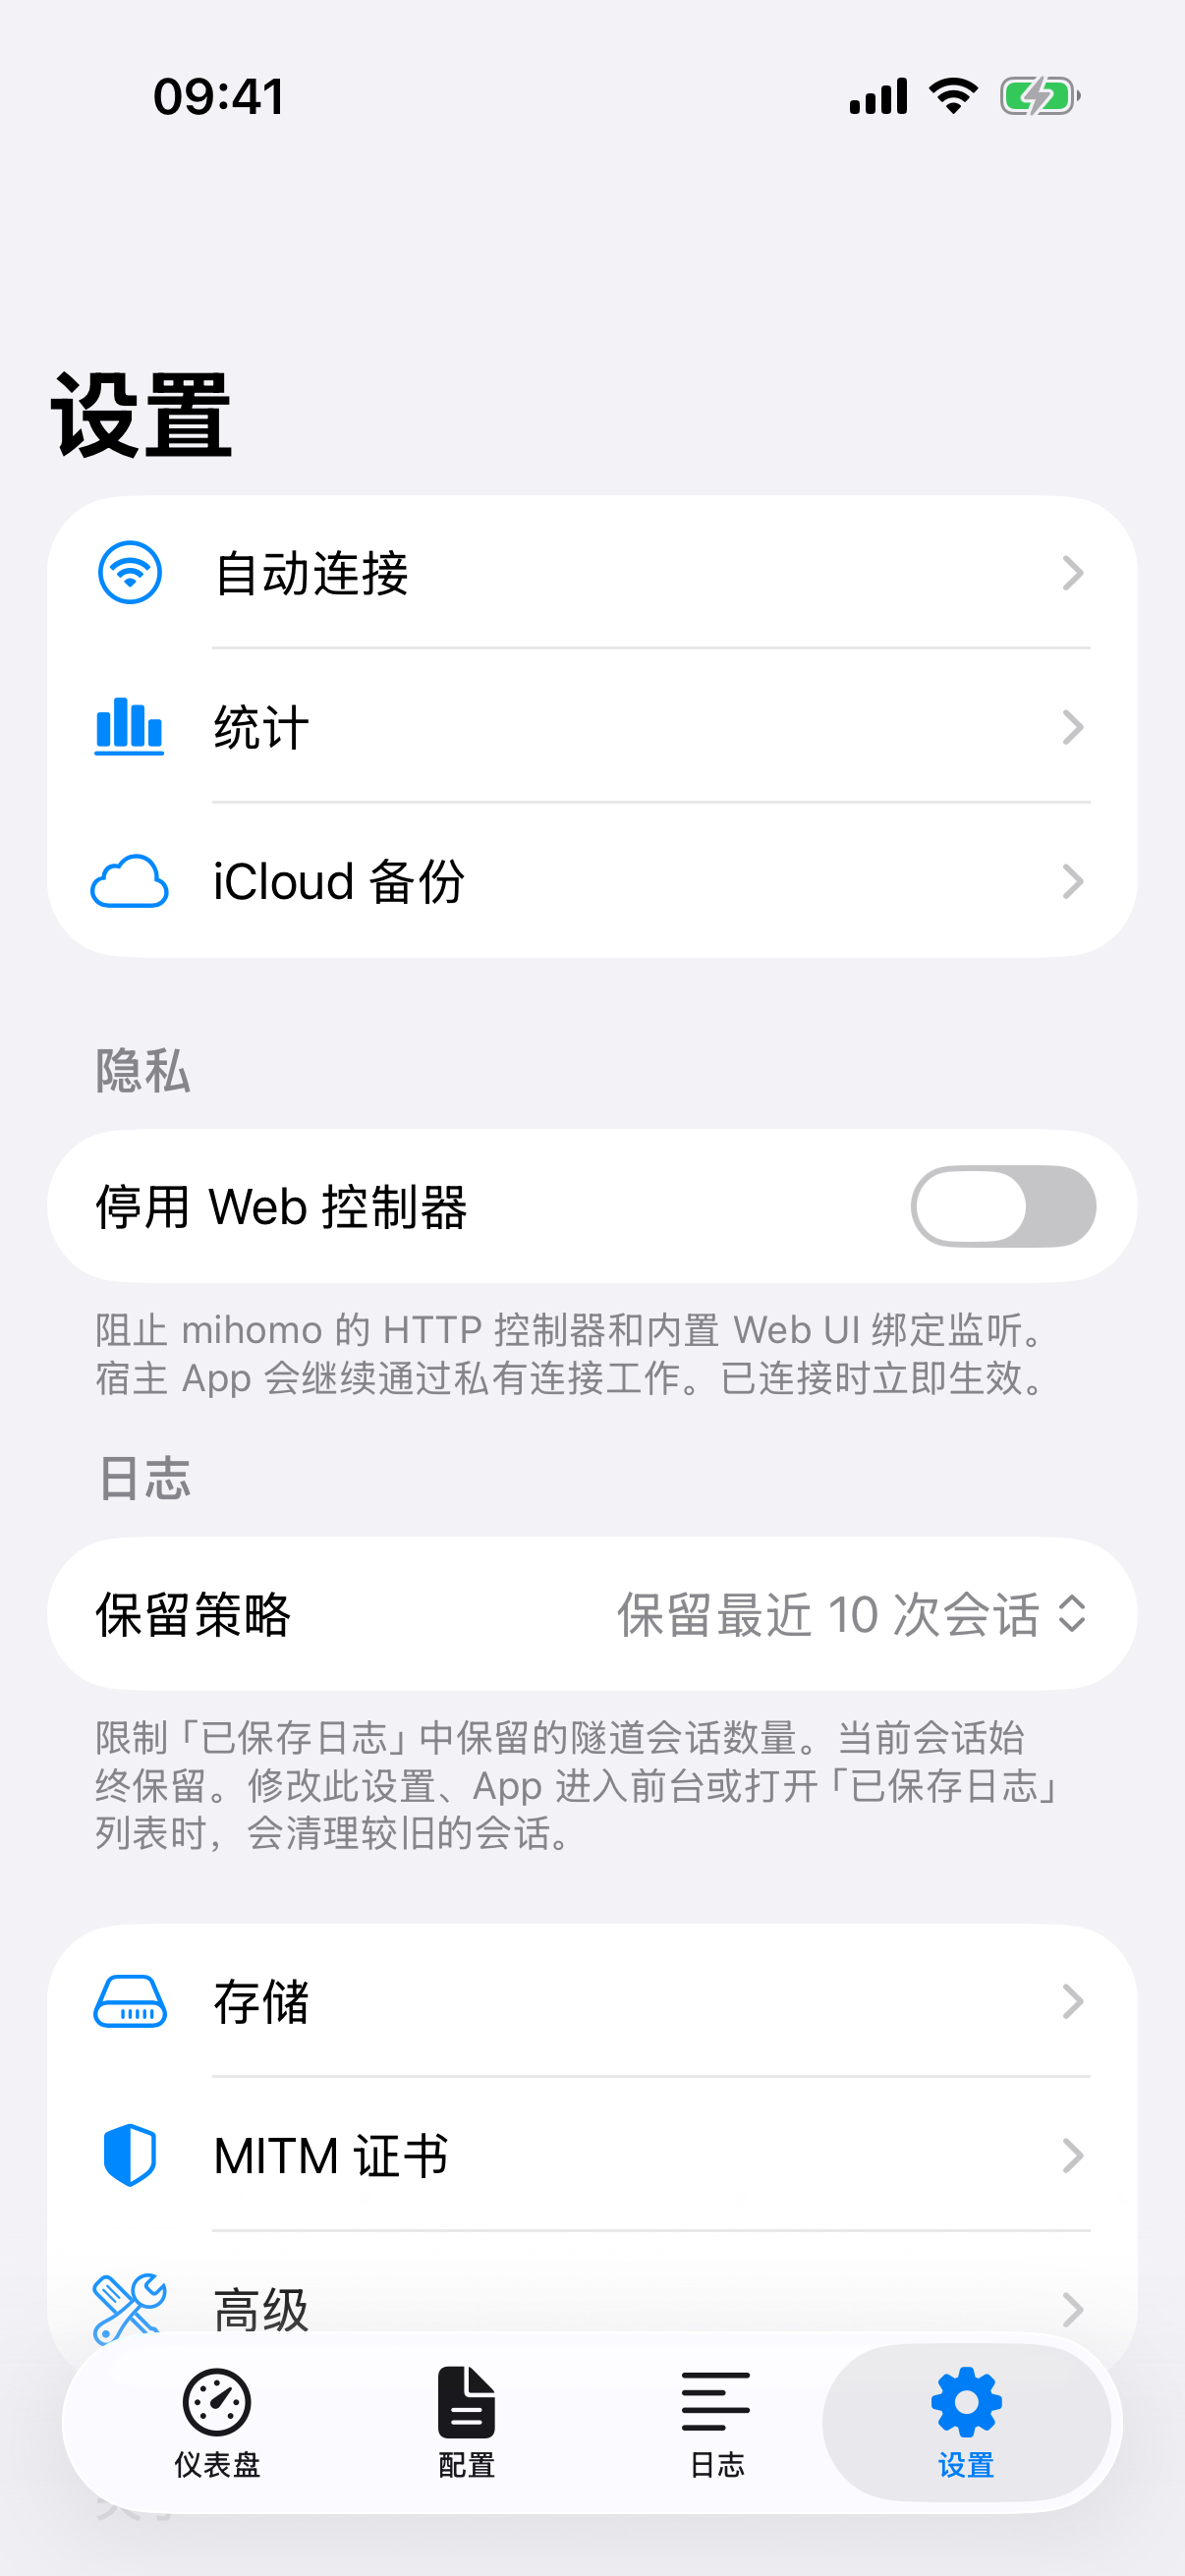 09:41
设置
自动连接
统计
iCloud 备份
隐私
停用 Web 控制器
阻止 mihomo 的 HTTP 控制器和内置 Web UI 绑定监听。
宿主 App 会继续通过私有连接工作。已连接时立即生效。
日志
保留策略 保留最近 10 次会话
限制「已保存日志」中保留的隧道会话数量。当前会话始
终保留。修改此设置、App 进入前台或打开「已保存日志」
列表时，会清理较旧的会话。
存储
MITM 证书
高级
仪表盘 配置 日志 设置